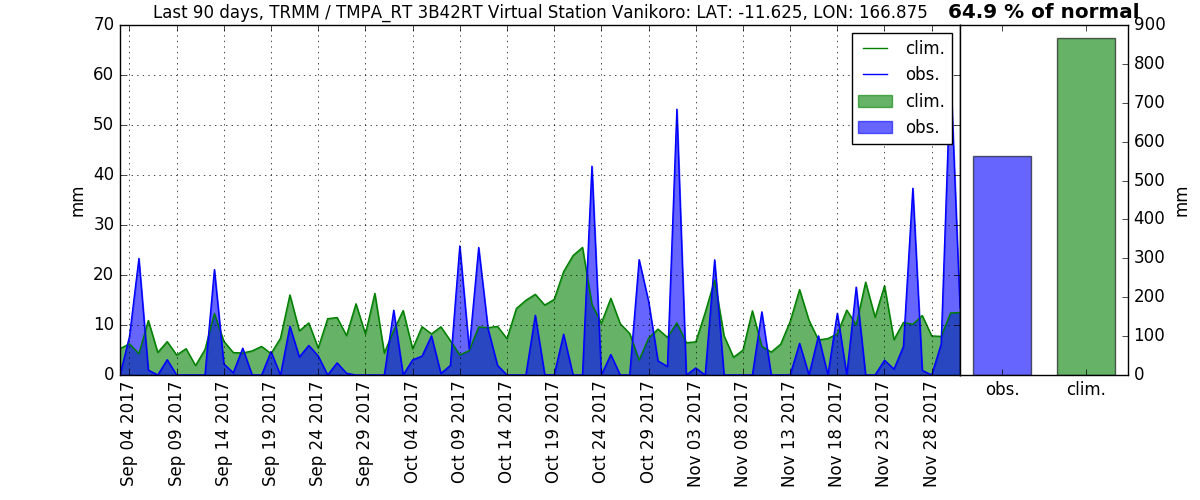 Last 90 days, TRMM / TMPA_RT 3B42RT Virtual Station Vanikoro: LAT: -11.625, LON: 166.875
64.9 % of normal
70
60
50
40
30
20
10
0
mm
clim.
obs.
clim.
obs.
900
800
700
600
500
400
300
200
100
0
mm
Sep 04 2017
Sep 09 2017
Sep 14 2017
Sep 19 2017
Sep 24 2017
Sep 29 2017
Oct 04 2017
Oct 09 2017
Oct 14 2017
Oct 19 2017
Oct 24 2017
Oct 29 2017
Nov 03 2017
Nov 08 2017
Nov 13 2017
Nov 18 2017
Nov 23 2017
Nov 28 2017
obs.
clim.